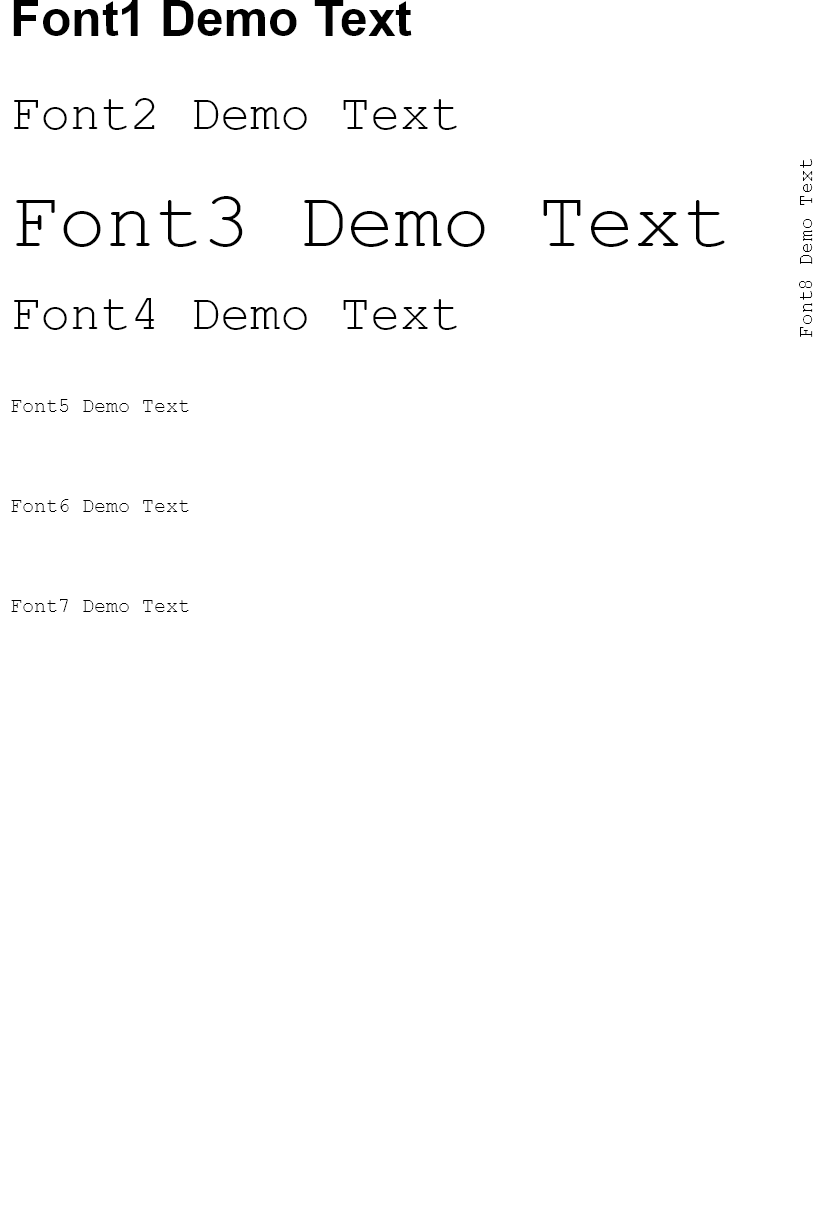 Font1 Demo Text
Font2 Demo Text
Font3 Demo Text
Font4 Demo Text
Font5 Demo Text
Font6 Demo Text
Font7 Demo Text
Font8 Demo Text